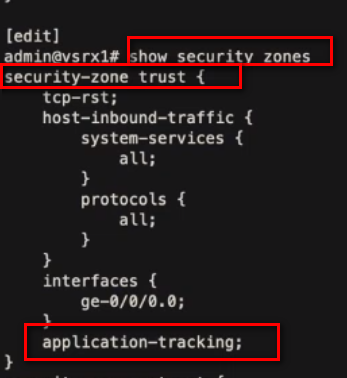 [edit]
admin@vsrx1# show security zones
security-zone trust {
tcp-rst;
host-inbound-traffic {
system-services {
all;
}
protocols {
all;
}
}
interfaces {
ge-0/0/0.0;
}
application-tracking;
}